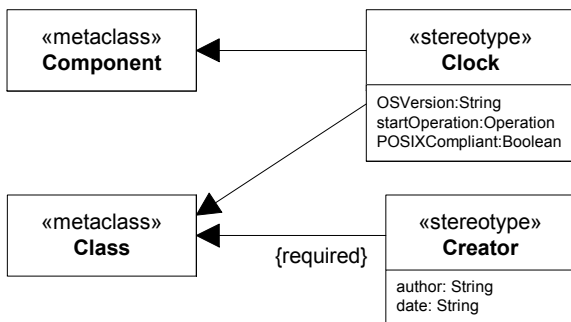 «metaclass»
Component
«stereotype»
Clock
OSVersion:String
startOperation:Operation
POSIXCompliant:Boolean
«metaclass»
Class
{required}
«stereotype»
Creator
author: String
date: String